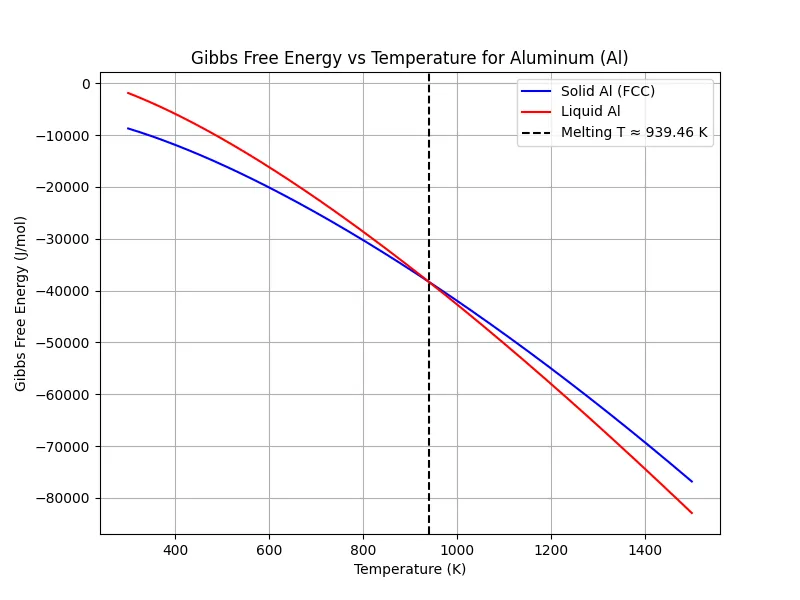 Gibbs Free Energy vs Temperature for Aluminum (Al)
Solid Al (FCC)
Liquid Al
Melting T ≈ 939.46 K
0
−10000
−20000
−30000
−40000
−50000
−60000
−70000
−80000
Gibbs Free Energy (J/mol)
400 600 800 1000 1200 1400
Temperature (K)